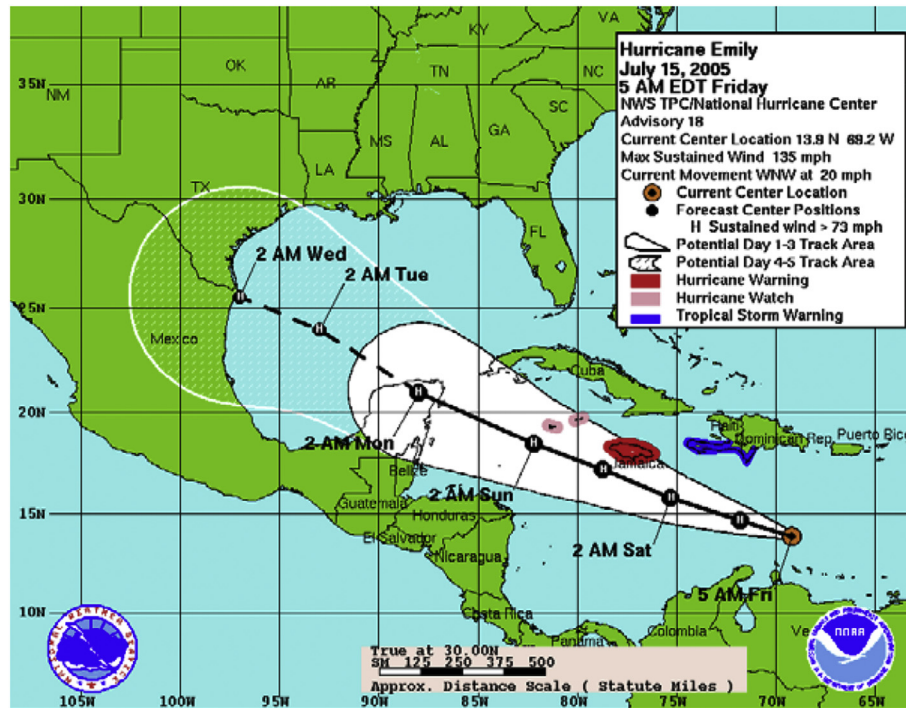 Hurricane Emily
July 15, 2005
5 AM EDT Friday
NWS TPC/National Hurricane Center
Advisory 18
Current Center Location 13.9 N 69.2 W
Max Sustained Wind 135 mph
Current Movement WNW at 20 mph
Current Center Location
Forecast Center Positions
H Sustained wind > 73 mph
Potential Day 1-3 Track Area
Potential Day 4-5 Track Area
Hurricane Warning
Hurricane Watch
Tropical Storm Warning
KY
VA
35N
NM
OK
AR
TN
NC
SC
MS
AL
GA
LA
TX
30N
FL
2 AM Wed
2 AM Tue
25N
Mexico
Cuba
20N
Haiti
Dominican Rep.
Puerto Rico
2 AM Mon
Jamaica
Belize
2 AM Sun
Guatemala
15N
Honduras
2 AM Sat
El Salvador
Nicaragua
5 AM Fri
10N
Costa Rica
Panama
Colombia
Ve
H
H
H
H
H
H
H
NATIONAL WEATHER SERVICE
NOAA
True at 30.00N
SM 125 250 375 500
Approx. Distance Scale ( Statute Miles )
105W 100W 95W 90W 85W 80W 75W 70W 65W